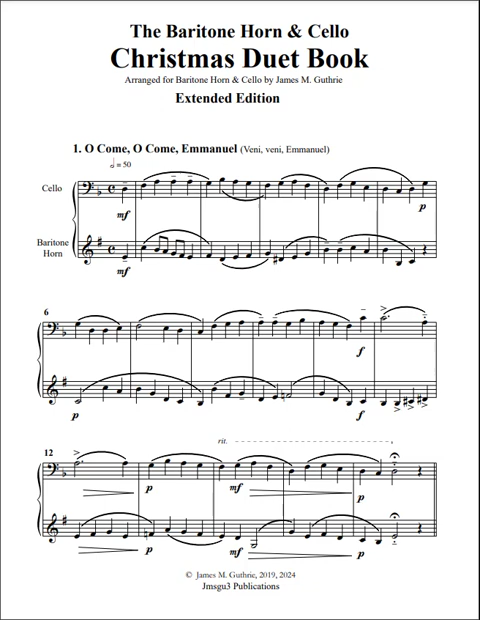 The Baritone Horn & Cello
Christmas Duet Book
Arranged for Baritone Horn & Cello by James M. Guthrie
Extended Edition
1. O Come, O Come, Emmanuel (Veni, veni, Emmanuel)
= 50
Cello
mf
p
Baritone
Horn
mf
6
f
p
f
12
rit.
p
mf
p
p
mf
p
© James M. Guthrie, 2019, 2024
Jmsgu3 Publications